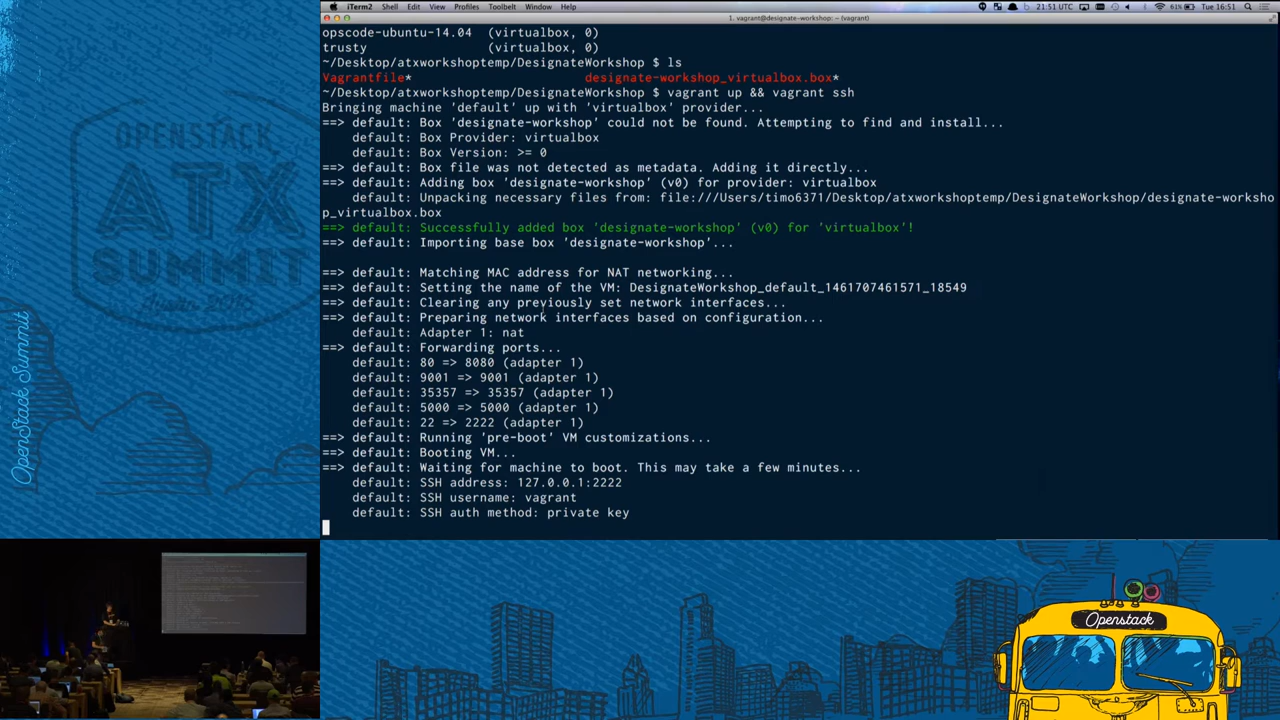 iTerm2 Shell Edit View Profiles Toolbelt Window Help
21:51 UTC 61% Tue 16:51
1. vagrant@designate-workshop: ~ (vagrant)
opscode-ubuntu-14.04 (virtualbox, 0)
trusty (virtualbox, 0)
~/Desktop/atxworkshoptemp/DesignateWorkshop $ ls
Vagrantfile* designate-workshop_virtualbox.box*
~/Desktop/atxworkshoptemp/DesignateWorkshop $ vagrant up && vagrant ssh
Bringing machine 'default' up with 'virtualbox' provider...
==> default: Box 'designate-workshop' could not be found. Attempting to find and install...
default: Box Provider: virtualbox
default: Box Version: >= 0
==> default: Box file was not detected as metadata. Adding it directly...
==> default: Adding box 'designate-workshop' (v0) for provider: virtualbox
default: Unpacking necessary files from: file:///Users/timo6371/Desktop/atxworkshoptemp/DesignateWorkshop/designate-worksho
p_virtualbox.box
==> default: Successfully added box 'designate-workshop' (v0) for 'virtualbox'!
==> default: Importing base box 'designate-workshop'...
==> default: Matching MAC address for NAT networking...
==> default: Setting the name of the VM: DesignateWorkshop_default_1461707461571_18549
==> default: Clearing any previously set network interfaces...
==> default: Preparing network interfaces based on configuration...
default: Adapter 1: nat
==> default: Forwarding ports...
default: 80 => 8080 (adapter 1)
default: 9001 => 9001 (adapter 1)
default: 35357 => 35357 (adapter 1)
default: 5000 => 5000 (adapter 1)
default: 22 => 2222 (adapter 1)
==> default: Running 'pre-boot' VM customizations...
==> default: Booting VM...
==> default: Waiting for machine to boot. This may take a few minutes...
default: SSH address: 127.0.0.1:2222
default: SSH username: vagrant
default: SSH auth method: private key
OPENSTACK
ATX
SUMMIT
OpenStack Summit
Openstack